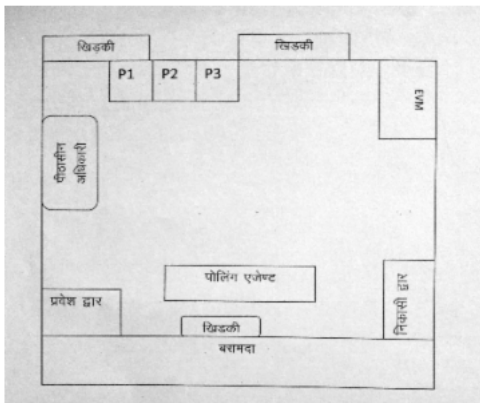 खिड़की
खिड़की
P1 P2 P3
EVM
पीठासीन
अधिकारी
पोलिंग एजेण्ट
प्रवेश द्वार
निकासी द्वार
खिड़की
बरामदा